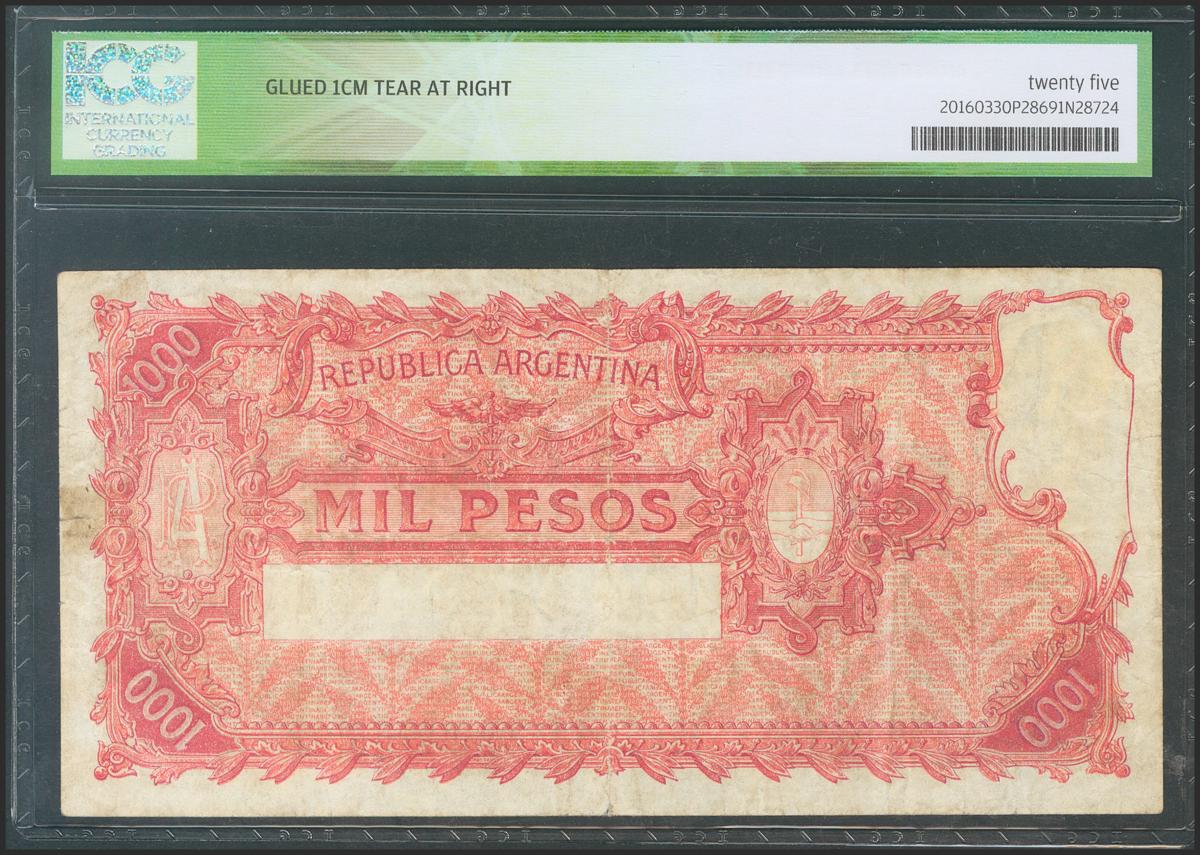 ICG
INTERNATIONAL
CURRENCY
GRADING
GLUED 1CM TEAR AT RIGHT
twenty five
20160330P28691N28724
1000
REPUBLICA ARGENTINA
MIL PESOS
1000
1000